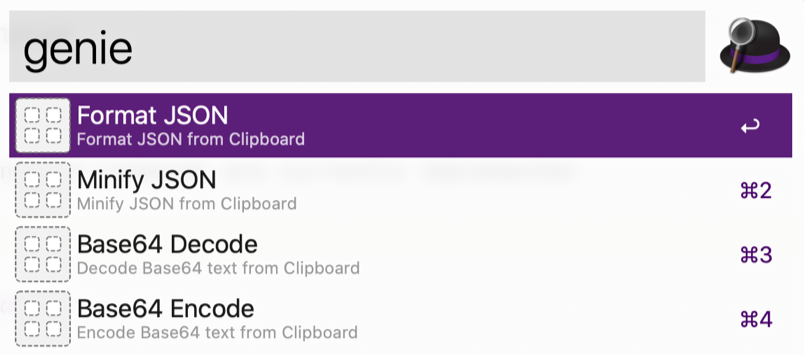 genie
Format JSON
Format JSON from Clipboard
↩
Minify JSON
Minify JSON from Clipboard
⌘2
Base64 Decode
Decode Base64 text from Clipboard
⌘3
Base64 Encode
Encode Base64 text from Clipboard
⌘4